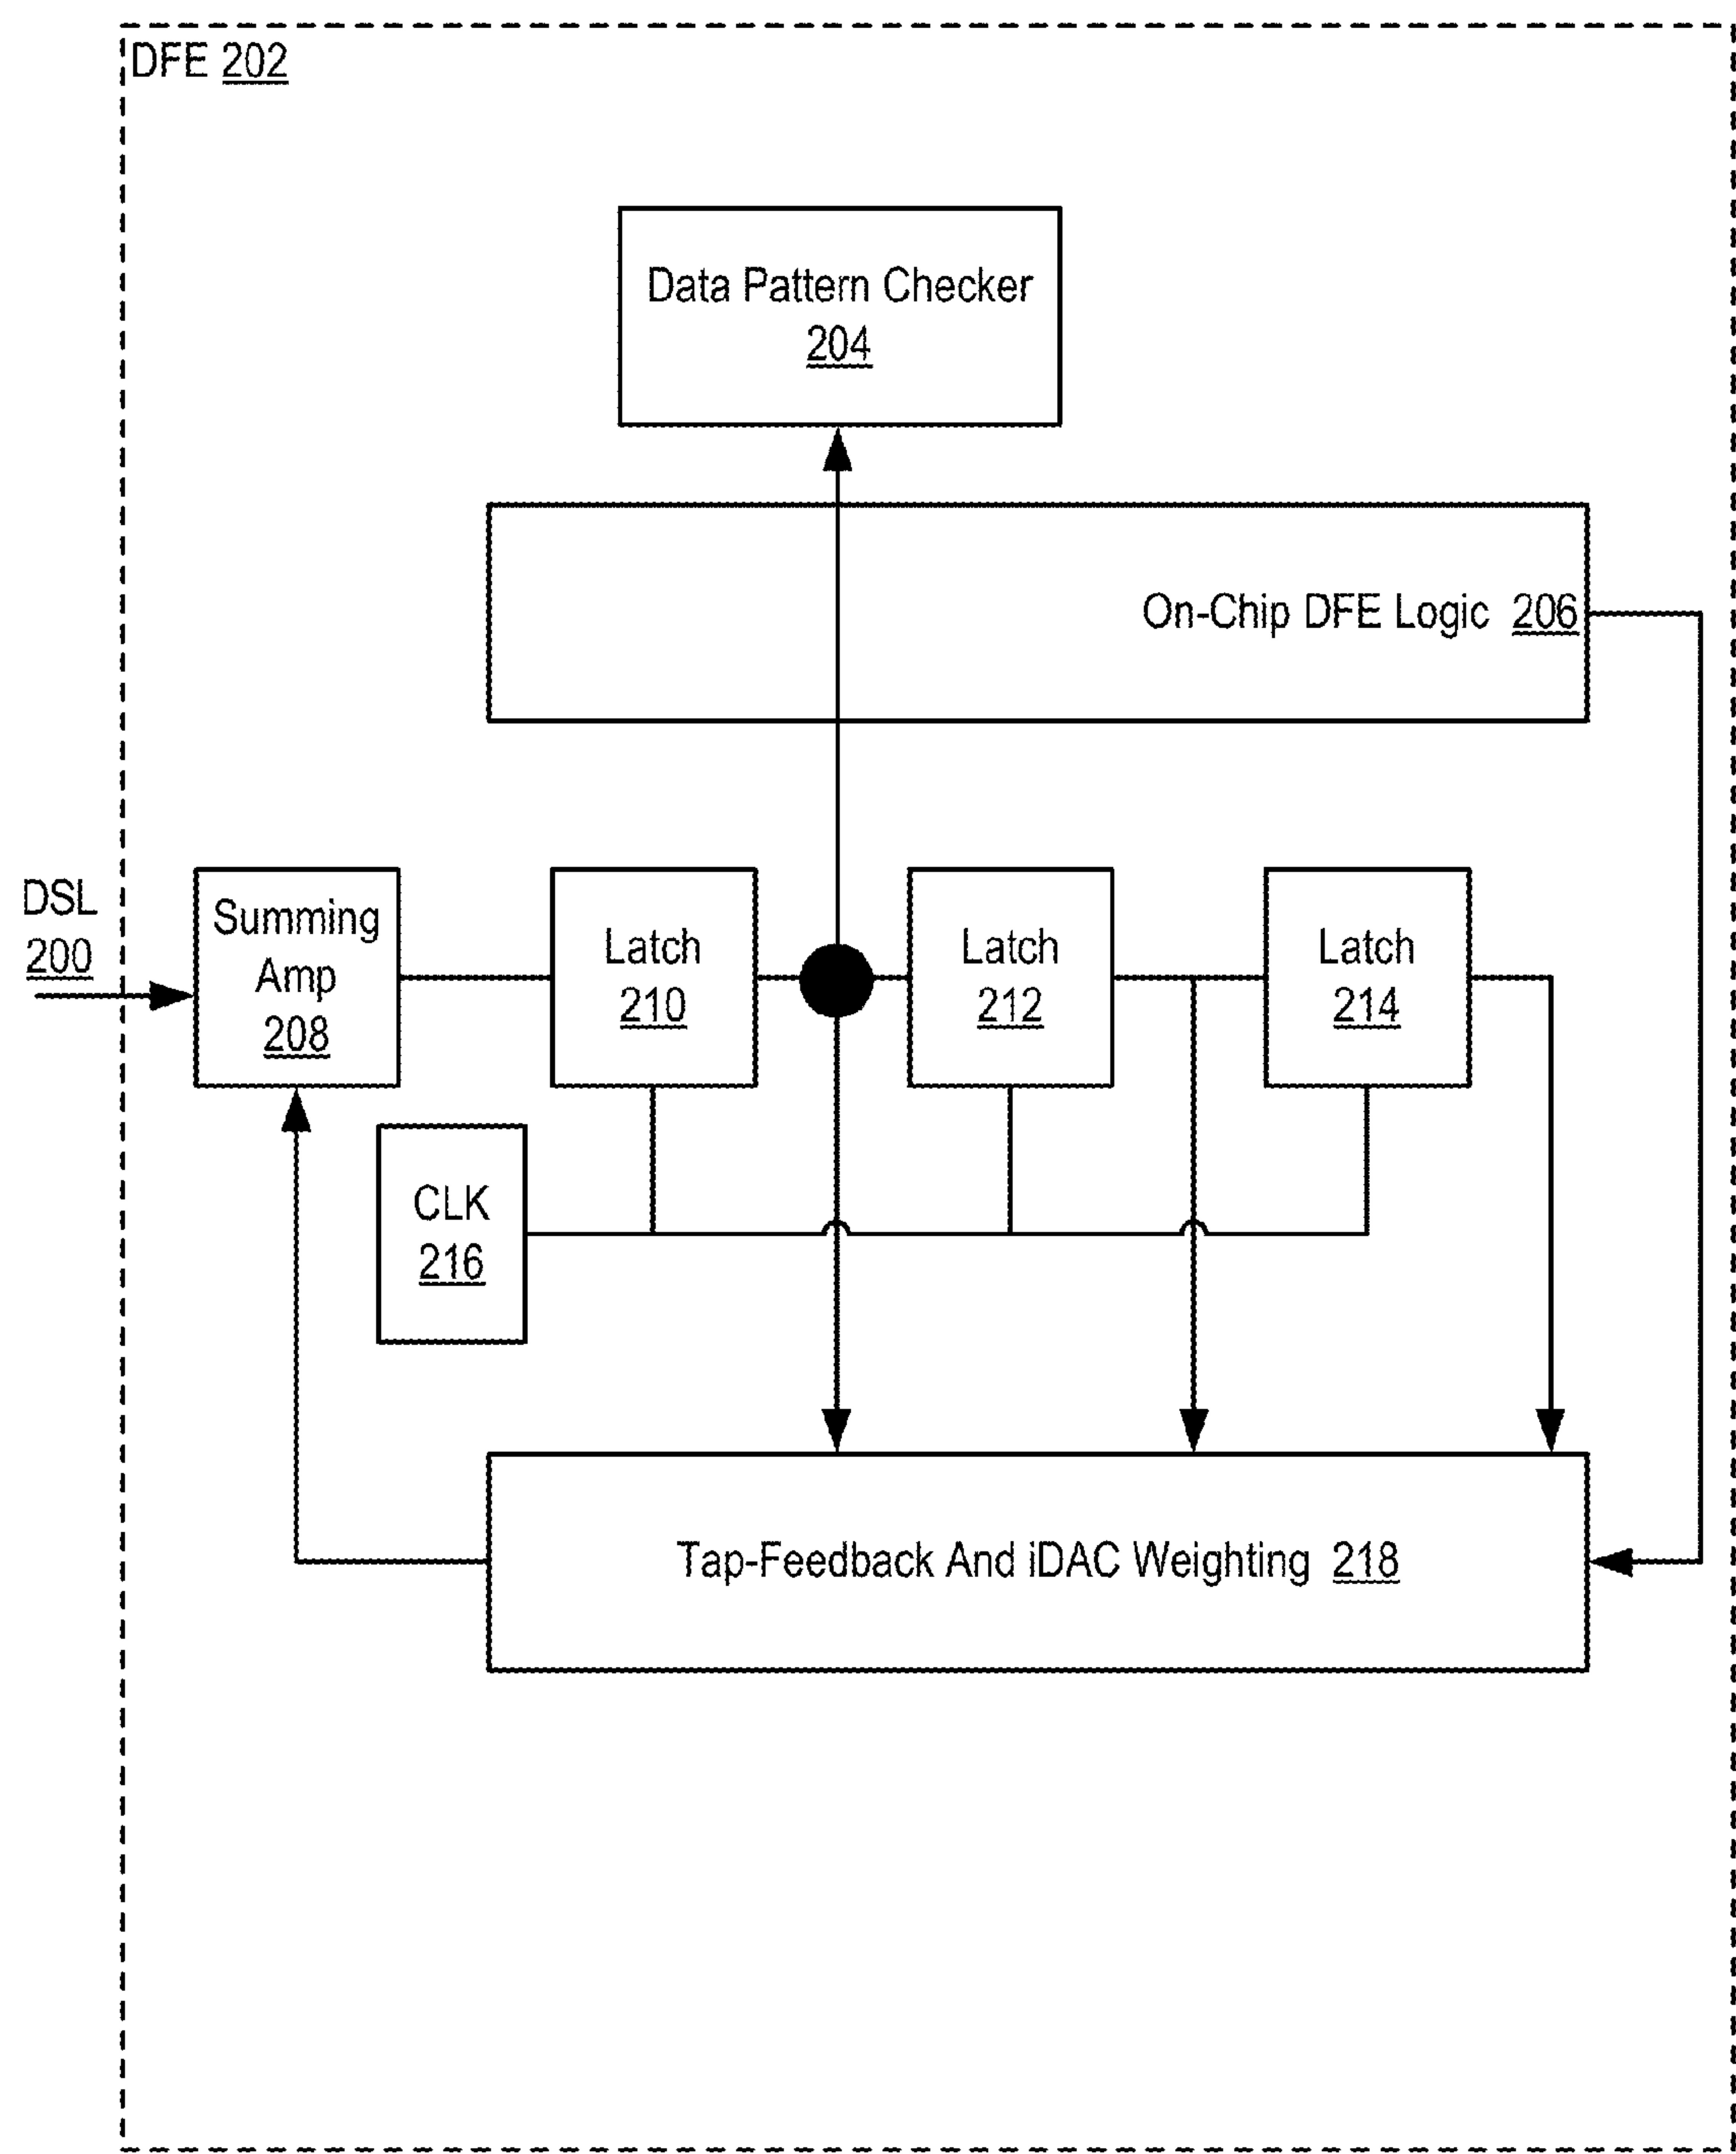 DFE 202
Data Pattern Checker
204
On-Chip DFE Logic 206
DSL
200
Summing
Amp
208
Latch
210
Latch
212
Latch
214
CLK
216
Tap-Feedback And iDAC Weighting 218